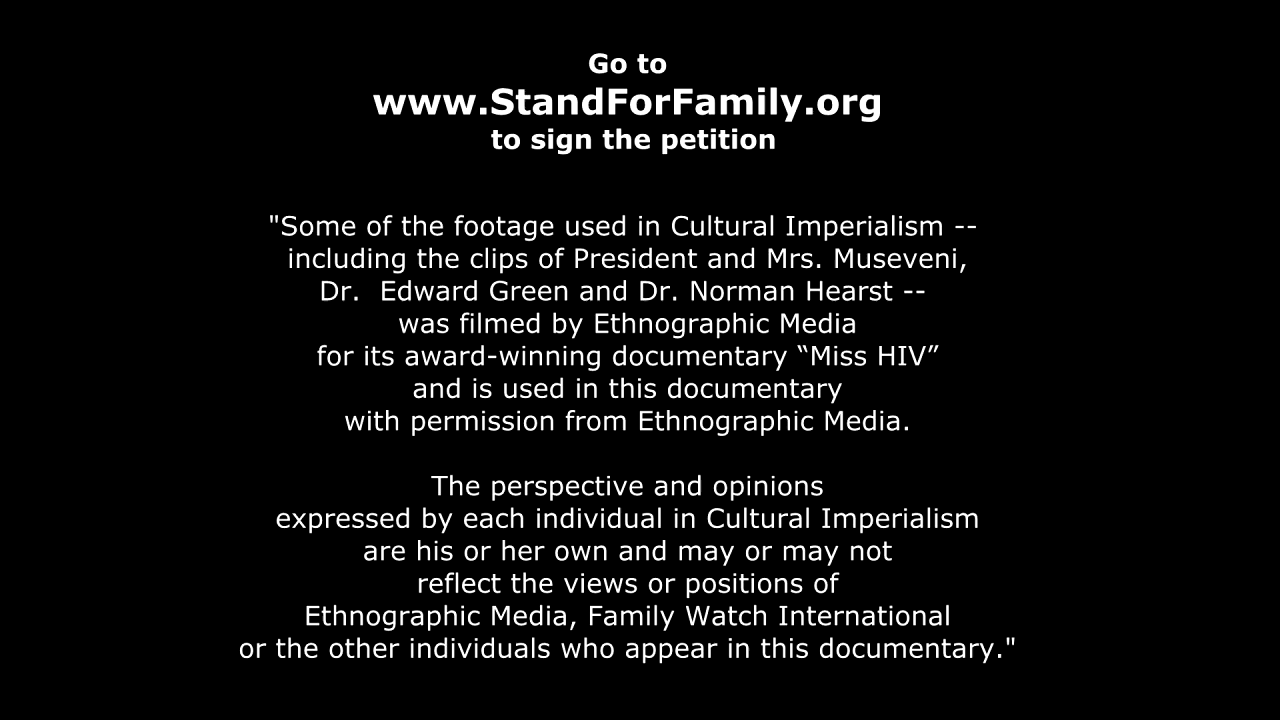 Go to
www.StandForFamily.org
to sign the petition
"Some of the footage used in Cultural Imperialism --
including the clips of President and Mrs. Museveni,
Dr.  Edward Green and Dr. Norman Hearst --
was filmed by Ethnographic Media
for its award-winning documentary “Miss HIV”
and is used in this documentary
with permission from Ethnographic Media.
The perspective and opinions
expressed by each individual in Cultural Imperialism
are his or her own and may or may not
reflect the views or positions of
Ethnographic Media, Family Watch International
or the other individuals who appear in this documentary."